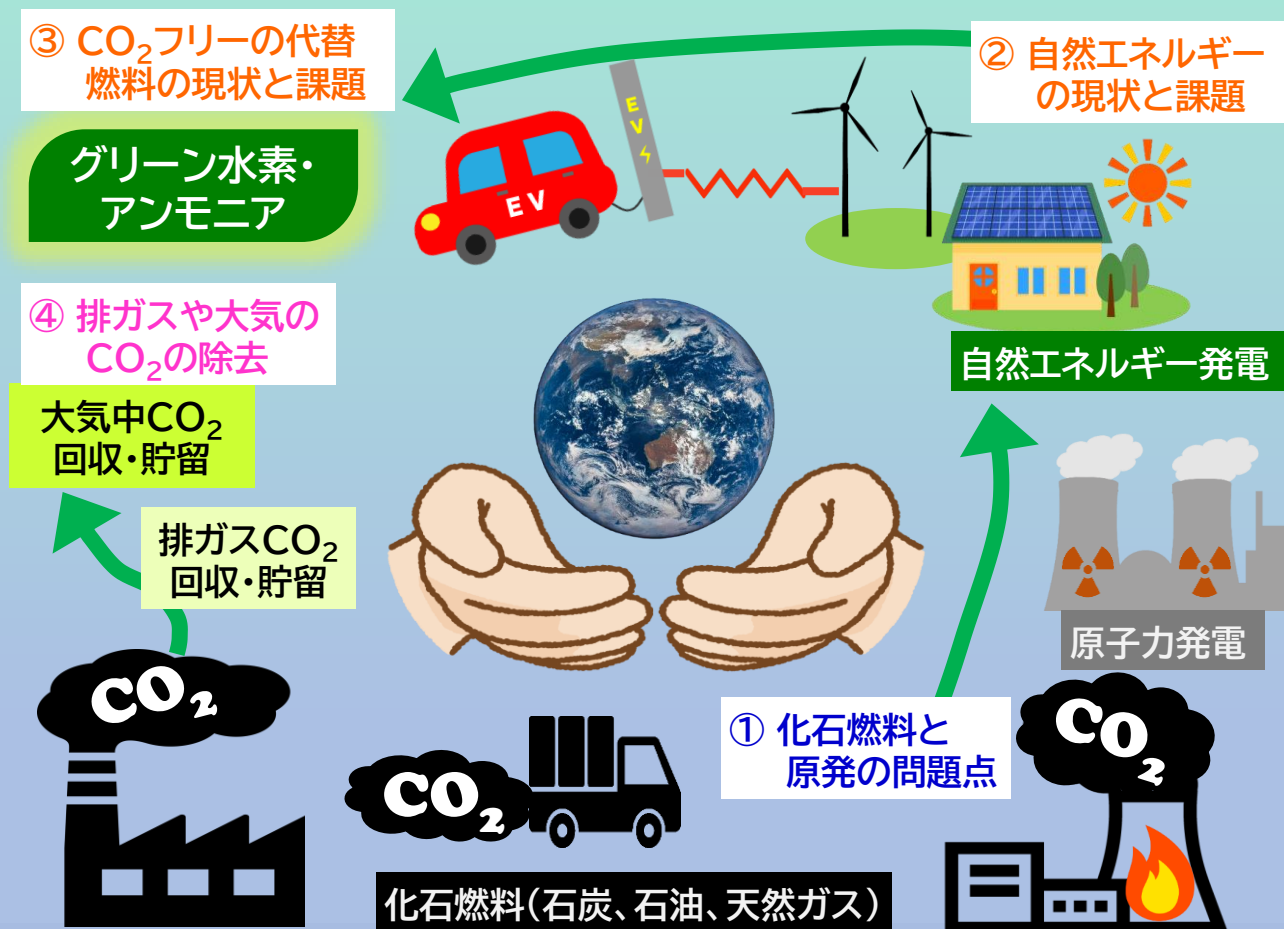 ③ CO₂フリーの代替
燃料の現状と課題
② 自然エネルギー
の現状と課題
グリーン水素・
アンモニア
EV⚡
EV
④ 排ガスや大気の
CO₂の除去
自然エネルギー発電
大気中CO₂
回収・貯留
排ガスCO₂
回収・貯留
原子力発電
CO₂
① 化石燃料と
原発の問題点
CO₂
CO₂
化石燃料(石炭、石油、天然ガス)